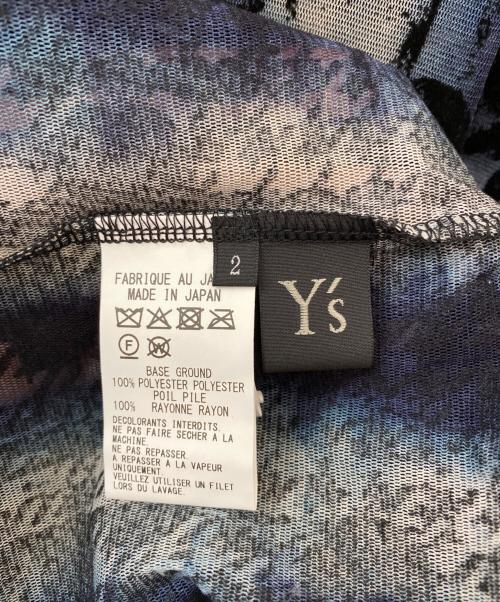 2
Y's
FABRIQUE AU JA
MADE IN JAPAN
F
W
BASE GROUND
100% POLYESTER POLYESTER
POIL PILE
100% RAYONNE RAYON
DECOLORANTS INTERDITS.
NE PAS FAIRE SECHER A LA
MACHINE.
NE PAS REPASSER.
A REPASSER A LA VAPEUR
UNIQUEMENT.
VEUILLEZ UTILISER UN FILET
LORS DU LAVAGE.